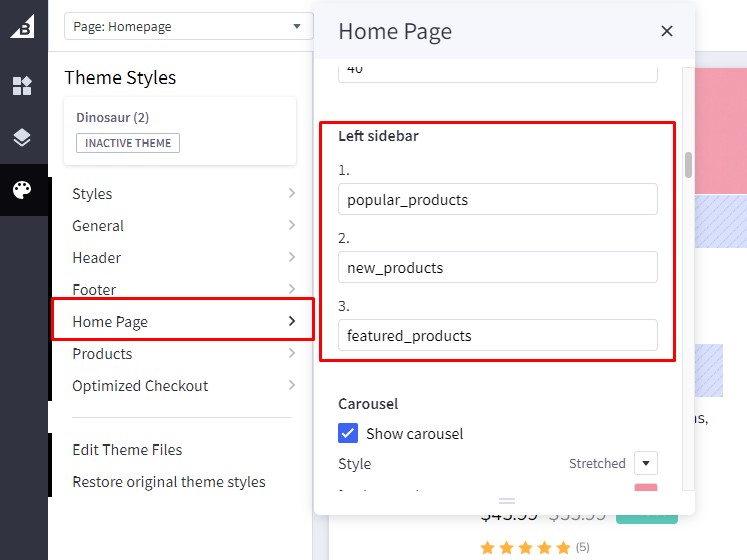 Page: Homepage
Theme Styles
Dinosaur (2)
INACTIVE THEME
Styles
General
Header
Footer
Home Page
Products
Optimized Checkout
Edit Theme Files
Restore original theme styles
Home Page
40
Left sidebar
1.
popular_products
2.
new_products
3.
featured_products
Carousel
Show carousel
Style
Stretched
(5)